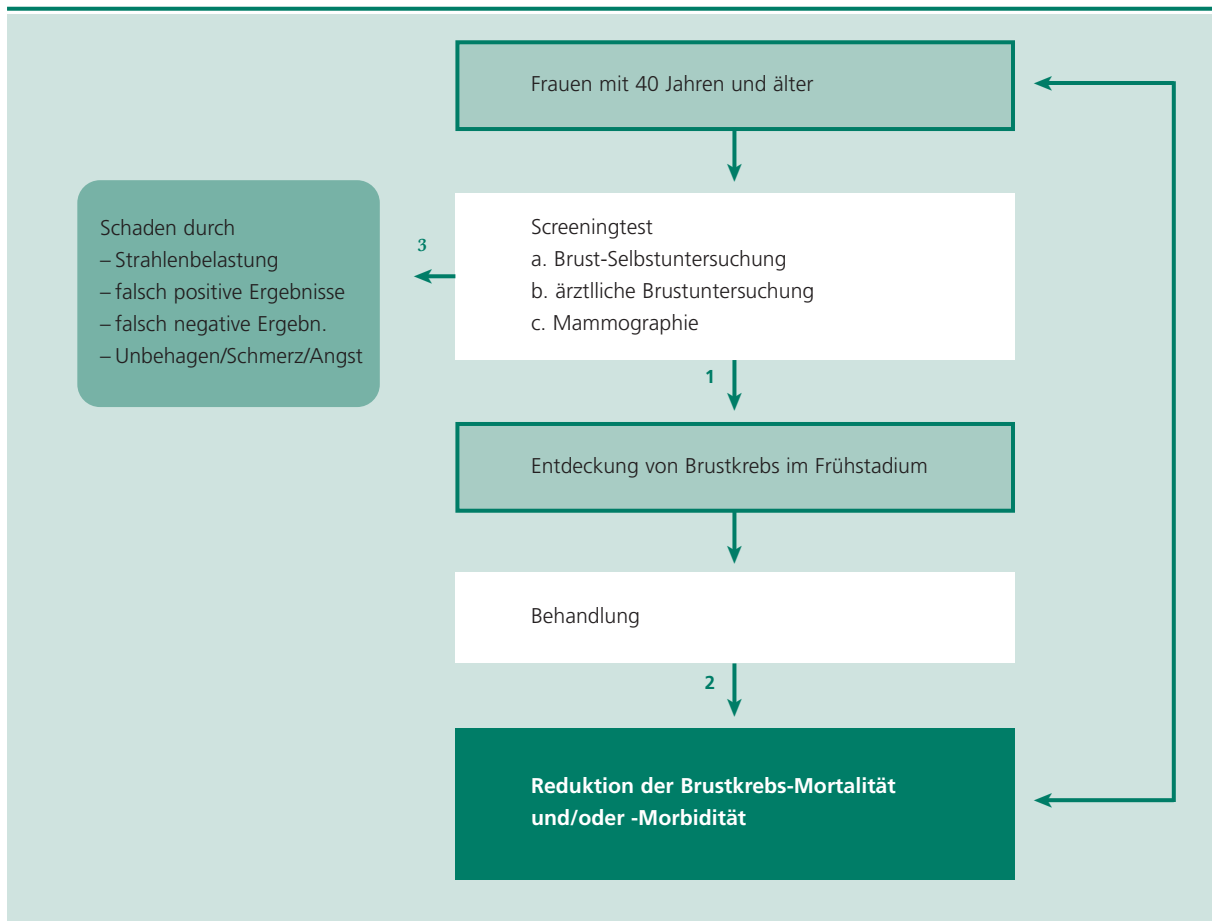 Frauen mit 40 Jahren und älter
Schaden durch
– Strahlenbelastung
– falsch positive Ergebnisse
– falsch negative Ergebn.
– Unbehagen/Schmerz/Angst
3
Screeningtest
a. Brust-Selbstuntersuchung
b. ärztlliche Brustuntersuchung
c. Mammographie
1
Entdeckung von Brustkrebs im Frühstadium
Behandlung
2
Reduktion der Brustkrebs-Mortalität
und/oder -Morbidität